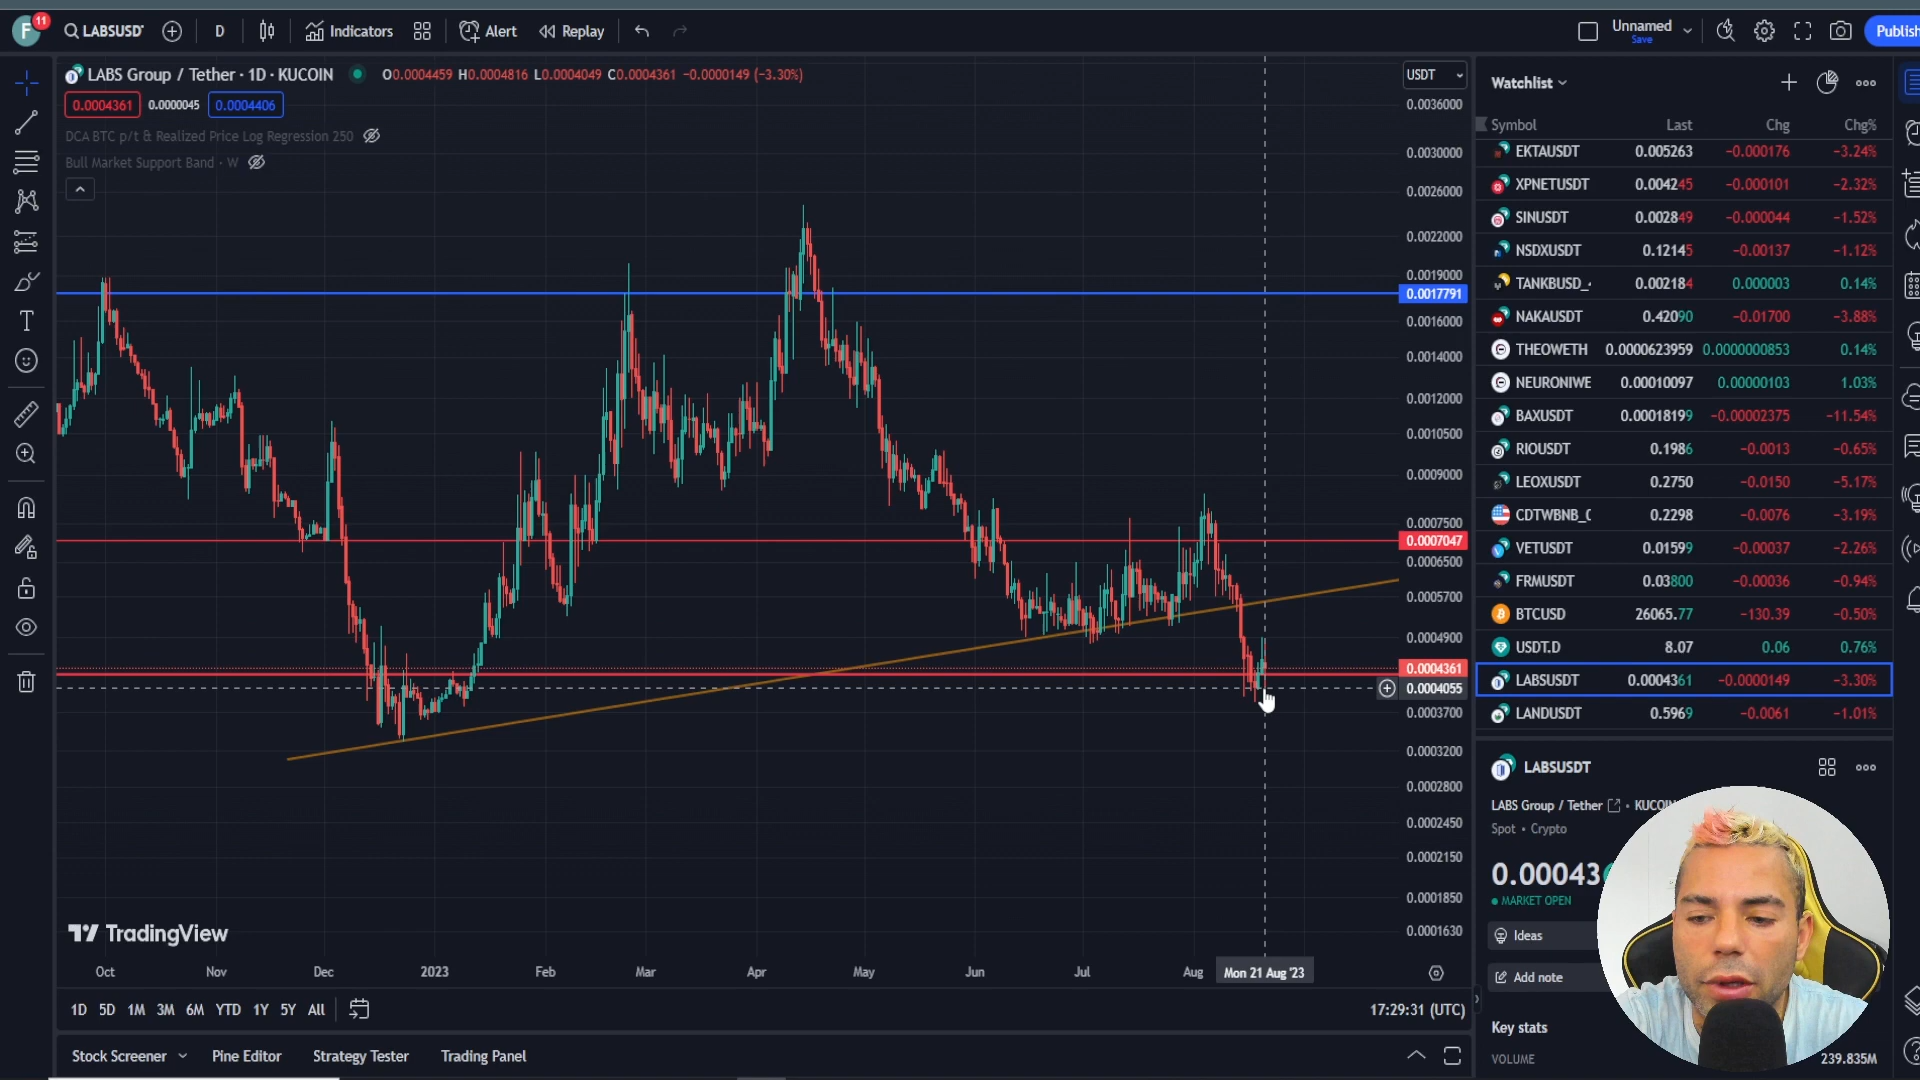 F 11 LABSUSDT D Indicators Alert Replay Unnamed Save Publish
LABS Group / Tether · 1D · KUCOIN O0.0004459 H0.0004816 L0.0004049 C0.0004361 −0.0000149 (−3.30%)
0.0004361 0.0000045 0.0004406
DCA BTC p/t & Realized Price Log Regression 250
Bull Market Support Band · W
USDT
0.0036000
0.0030000
0.0026000
0.0022000
0.0019000
0.0017791
0.0016000
0.0014000
0.0012000
0.0010500
0.0009000
0.0007500
0.0007047
0.0006500
0.0005700
0.0004900
0.0004361
0.0004055
0.0003700
0.0003200
0.0002800
0.0002450
0.0002150
0.0001850
0.0001630
TradingView
Oct Nov Dec 2023 Feb Mar Apr May Jun Jul Aug Mon 21 Aug '23
1D 5D 1M 3M 6M YTD 1Y 5Y All 17:29:31 (UTC)
Stock Screener Pine Editor Strategy Tester Trading Panel
Watchlist
Symbol Last Chg Chg%
EKTAUSDT 0.005263 −0.000176 −3.24%
XPNETUSDT 0.004245 −0.000101 −2.32%
SINUSDT 0.002849 −0.000044 −1.52%
NSDXUSDT 0.12145 −0.00137 −1.12%
TANKBUSD_ 0.002184 0.000003 0.14%
NAKAUSDT 0.42090 −0.01700 −3.88%
THEOWETH 0.0000623959 0.0000000853 0.14%
NEURONIWE 0.00010097 0.00000103 1.03%
BAXUSDT 0.00018199 −0.00002375 −11.54%
RIOUSDT 0.1986 −0.0013 −0.65%
LEOXUSDT 0.2750 −0.0150 −5.17%
CDTWBNB_ 0.2298 −0.0076 −3.19%
VETUSDT 0.01599 −0.00037 −2.26%
FRMUSDT 0.03800 −0.00036 −0.94%
BTCUSD 26065.77 −130.39 −0.50%
USDT.D 8.07 0.06 0.76%
LABSUSDT 0.0004361 −0.0000149 −3.30%
LANDUSDT 0.5969 −0.0061 −1.01%
LABSUSDT
LABS Group / Tether · KUCOIN
Spot · Crypto
0.00043
MARKET OPEN
Ideas
Add note
Key stats
VOLUME 239.835M